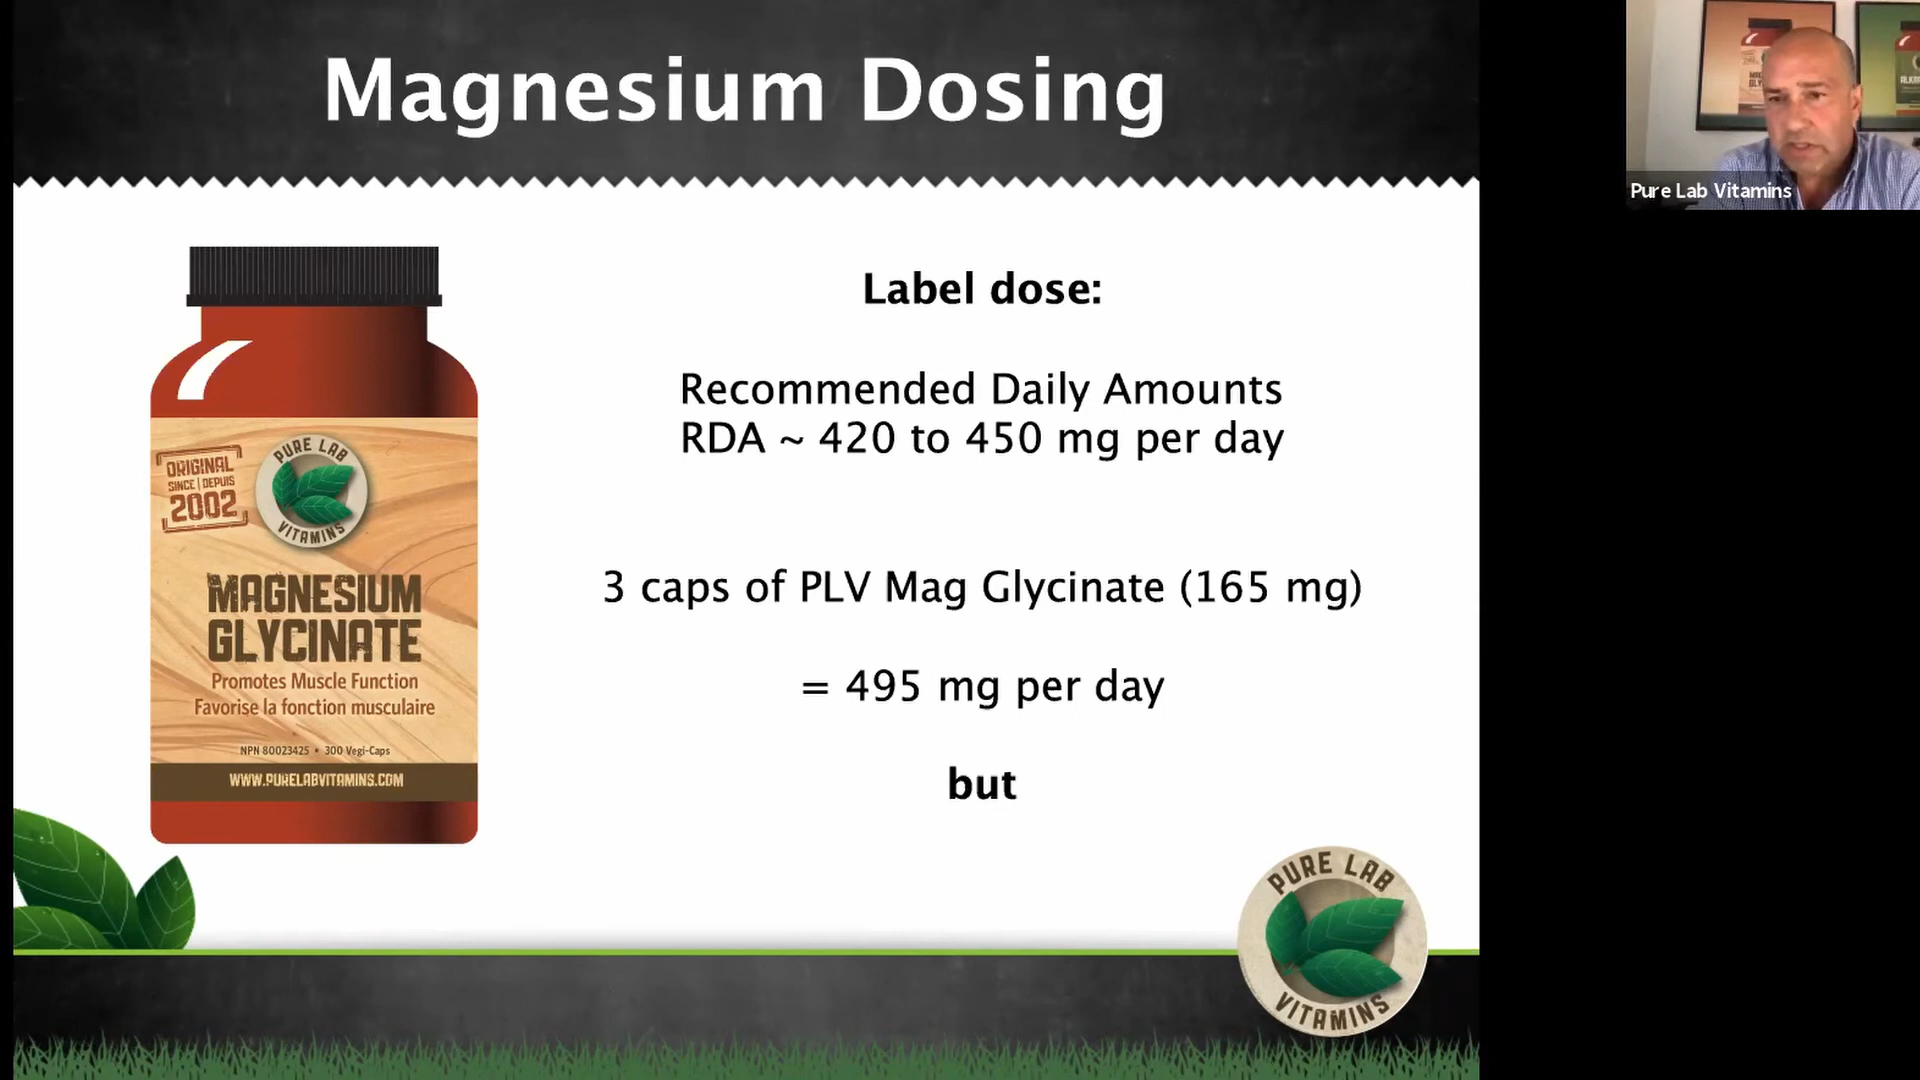 Magnesium Dosing
Pure Lab Vitamins
Label dose:
Recommended Daily Amounts
RDA ~ 420 to 450 mg per day
3 caps of PLV Mag Glycinate (165 mg)
= 495 mg per day
but
ORIGINAL
SINCE | DEPUIS
2002
PURE LAB
VITAMINS
MAGNESIUM
GLYCINATE
Promotes Muscle Function
Favorise la fonction musculaire
NPN 80023425 • 300 Vegi-Caps
WWW.PURELABVITAMINS.COM
PURE LAB
VITAMINS